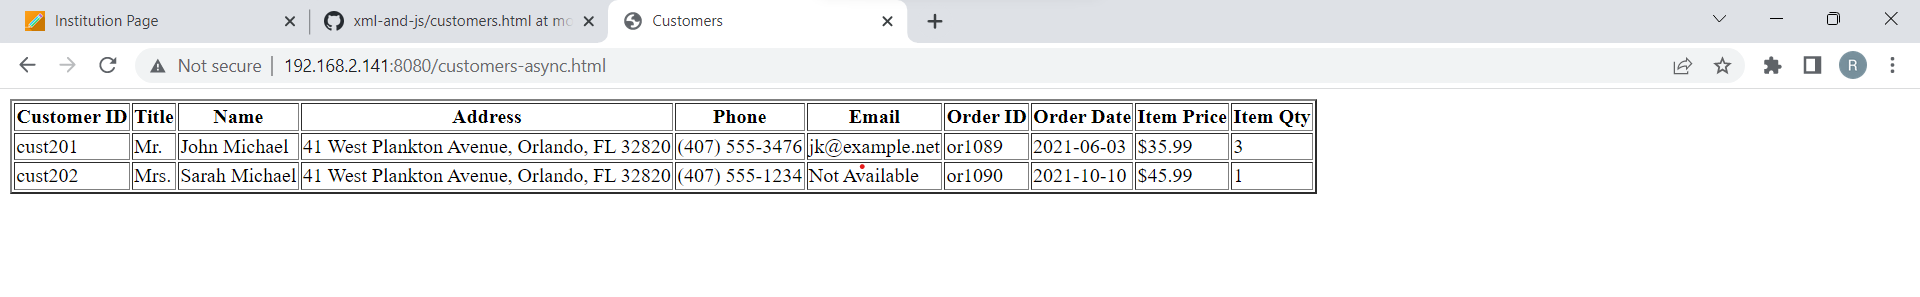 Institution Page
xml-and-js/customers.html at mo
Customers
Not secure 192.168.2.141:8080/customers-async.html
R
Customer ID Title Name Address Phone Email Order ID Order Date Item Price Item Qty
cust201 Mr. John Michael 41 West Plankton Avenue, Orlando, FL 32820 (407) 555-3476 jk@example.net or1089 2021-06-03 $35.99 3
cust202 Mrs. Sarah Michael 41 West Plankton Avenue, Orlando, FL 32820 (407) 555-1234 Not Available or1090 2021-10-10 $45.99 1